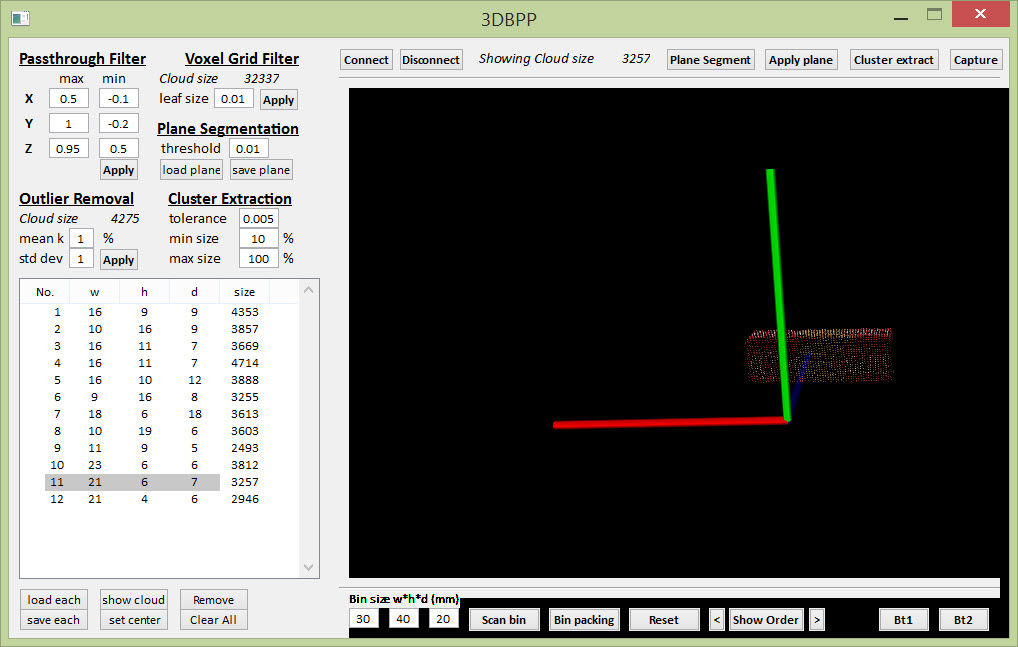 3DBPP
Connect Disconnect Showing Cloud size 3257 Plane Segment Apply plane Cluster extract Capture
Passthrough Filter
max min
X 0.5 -0.1
Y 1 -0.2
Z 0.95 0.5
Apply
Voxel Grid Filter
Cloud size 32337
leaf size 0.01 Apply
Plane Segmentation
threshold 0.01
load plane save plane
Outlier Removal
Cloud size 4275
mean k 1 %
std dev 1 Apply
Cluster Extraction
tolerance 0.005
min size 10 %
max size 100 %
No. w h d size
1 16 9 9 4353
2 10 16 9 3857
3 16 11 7 3669
4 16 11 7 4714
5 16 10 12 3888
6 9 16 8 3255
7 18 6 18 3613
8 10 19 6 3603
9 11 9 5 2493
10 23 6 6 3812
11 21 6 7 3257
12 21 4 6 2946
load each show cloud Remove
save each set center Clear All
Bin size w*h*d (mm)
30 40 20 Scan bin Bin packing Reset < Show Order > Bt1 Bt2